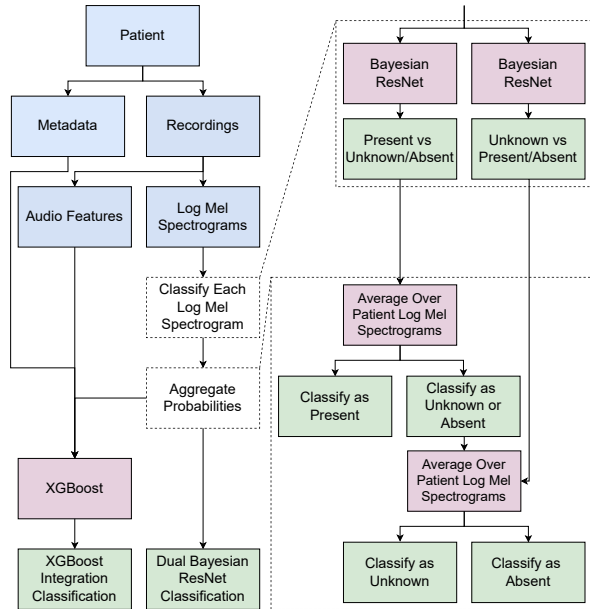 Patient
Metadata
Recordings
Audio Features
Log Mel
Spectrograms
Classify Each
Log Mel
Spectrogram
Aggregate
Probabilities
XGBoost
XGBoost
Integration
Classification
Dual Bayesian
ResNet
Classification
Bayesian
ResNet
Bayesian
ResNet
Present vs
Unknown/Absent
Unknown vs
Present/Absent
Average Over
Patient Log Mel
Spectrograms
Classify as
Present
Classify as
Unknown or
Absent
Average Over
Patient Log Mel
Spectrograms
Classify as
Unknown
Classify as
Absent